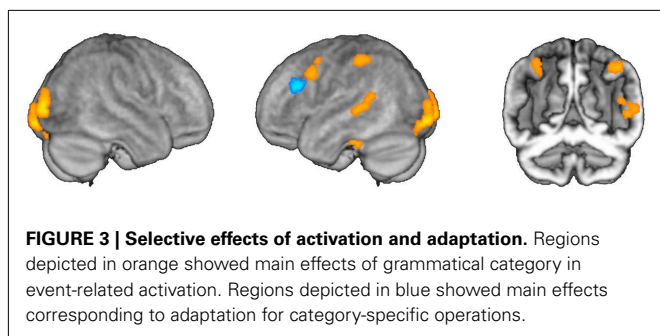 FIGURE 3 | Selective effects of activation and adaptation. Regions
depicted in orange showed main effects of grammatical category in
event-related activation. Regions depicted in blue showed main effects
corresponding to adaptation for category-specific operations.